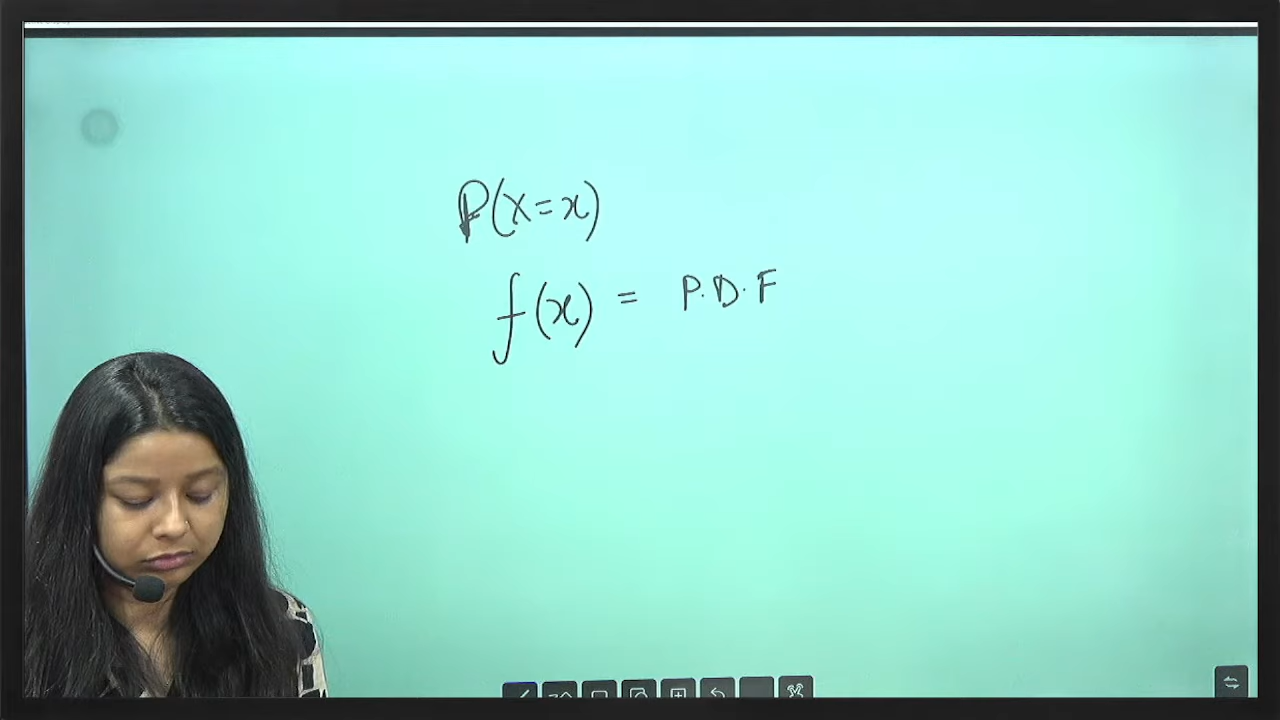 P(X=x)
f(x) = P.D.F